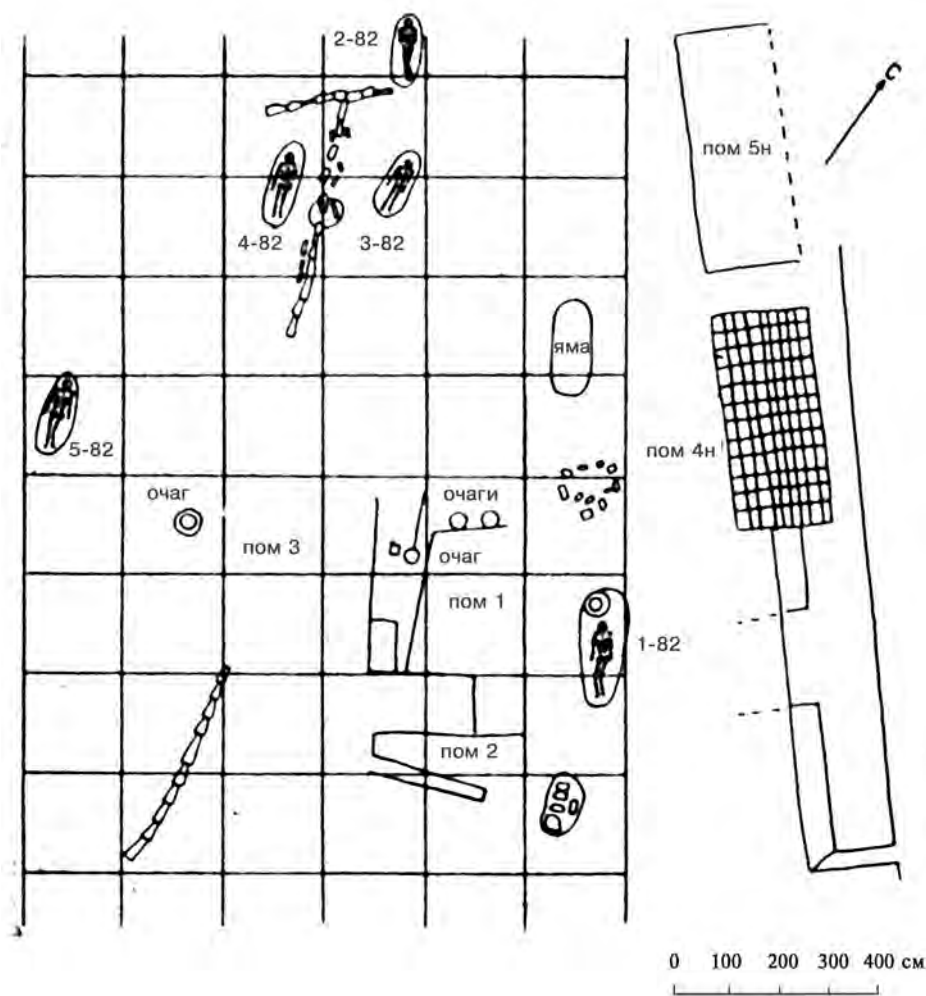 2-82
С
пом 5н
4-82
3-82
яма
5-82
пом 4н
очаг
очаги
пом 3
очаг
пом 1
1-82
пом 2
0 100 200 300 400 см